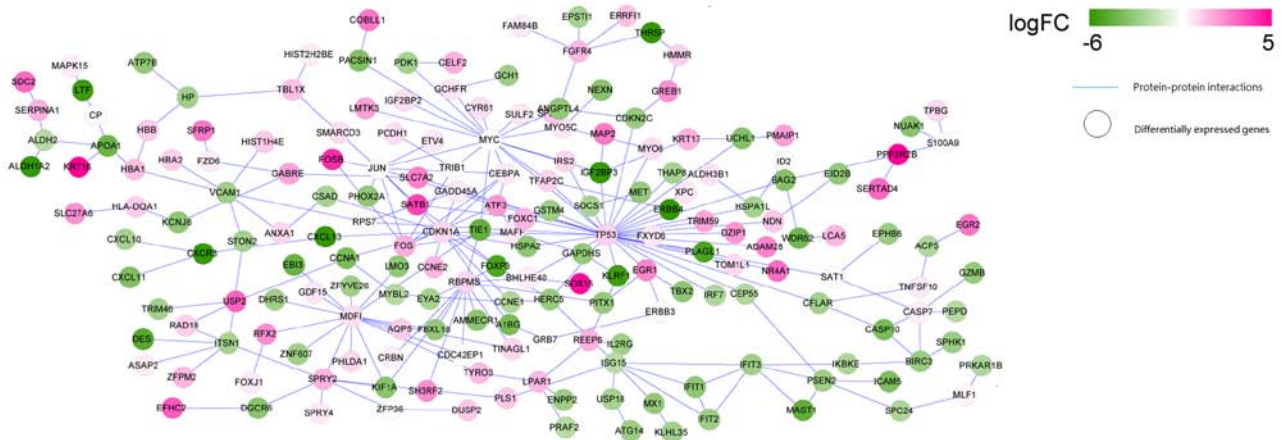 logFC
-6
5
Protein-protein interactions
Differentially expressed genes
COBLL1
EPSTI1
ERRFI1
FAM84B
THRSP
HIST2H2BE
FGFR4
HMMR
MAPK15
ATP7B
PACSIN1
PDK1
CELF2
GCH1
SDC2
LTF
GCHFR
NEXN
GREB1
HP
TBL1X
IGF2BP2
CYR61
ANGPTL4
CDKN2C
TPBG
SERPINA1
CP
LMTK3
SULF2
MYO5C
NUAK1
SMARCD3
PCDH1
ETV4
MYC
MAP2
KRT17
UCHL1
PMAIP1
S100A9
ALDH2
APOA1
HBB
SFRP1
HIST1H4E
MYO6
PPP2R2B
ALDH1A2
KRT16
HBA1
HBA2
FZD6
FOSB
JUN
TRIB1
CEBPA
IRS2
TFAP2C
IGF2BP3
THAP8
ALDH3B1
ID2
BAG2
EID2B
SERTAD4
GABRE
SLC7A2
GADD45A
MET
XPC
VCAM1
PHOX2A
SATB1
ATF3
SOCS1
ERBB4
HSPA1L
NDN
SLC27A6
HLA-DQA1
KCNJ8
CSAD
RPS7
FOXC1
GSTM4
TRIM59
LCA5
EGR2
CDKN1A
TIE1
MAFF
TP53
FXYD6
DZIP1
WDR62
EPHB6
CXCL10
STON2
ANXA1
CXCL13
FOS
HSPA2
PLAGL1
ADAM28
ACP5
CXCR3
CCNA1
LMO3
CCNE2
GAPDHS
TOM1L1
NR4A1
SAT1
GZMB
CXCL11
EBI3
FOXP3
BHLHE40
KLRF1
EGR1
TNFSF10
ZFYVE26
RBPMS
SOX15
TBX2
IRF7
CEP55
CFLAR
CASP7
PEPD
TRIM46
USP2
DHRS1
GDF15
MYBL2
EYA2
CCNE1
HERC5
PITX1
ERBB3
RAD18
MDFI
AMMECR1
A1BG
CASP10
SPHK1
DES
ITSN1
RFX2
AQP5
FBXL16
GRB7
REEP6
IL2RG
BIRC3
ZNF607
TINAGL1
ISG15
IFIT3
IKBKE
PRKAR1B
ASAP2
PHLDA1
CRBN
CDC42EP1
PSEN2
ZFPM2
FOXJ1
SPRY2
KIF1A
TYRO3
LPAR1
IFIT1
ICAM5
MLF1
SH3RF2
PLS1
ENPP2
USP18
MX1
IFIT2
MAST1
SPC24
EFHC2
DGCR6
SPRY4
ZFP36
DUSP2
PRAF2
ATG14
KLHL35